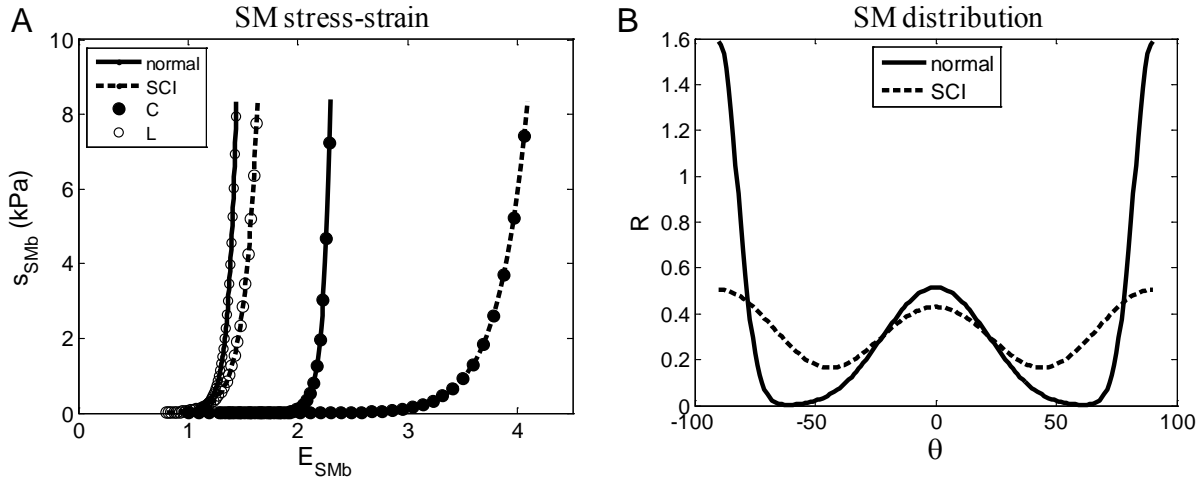 A
SM stress-strain
10
8
6
4
2
0
0
1
2
3
4
s_SMb (kPa)
E_SMb
normal
SCI
C
L
B
SM distribution
1.6
1.4
1.2
1
0.8
0.6
0.4
0.2
0
-100
-50
0
50
100
R
θ
normal
SCI